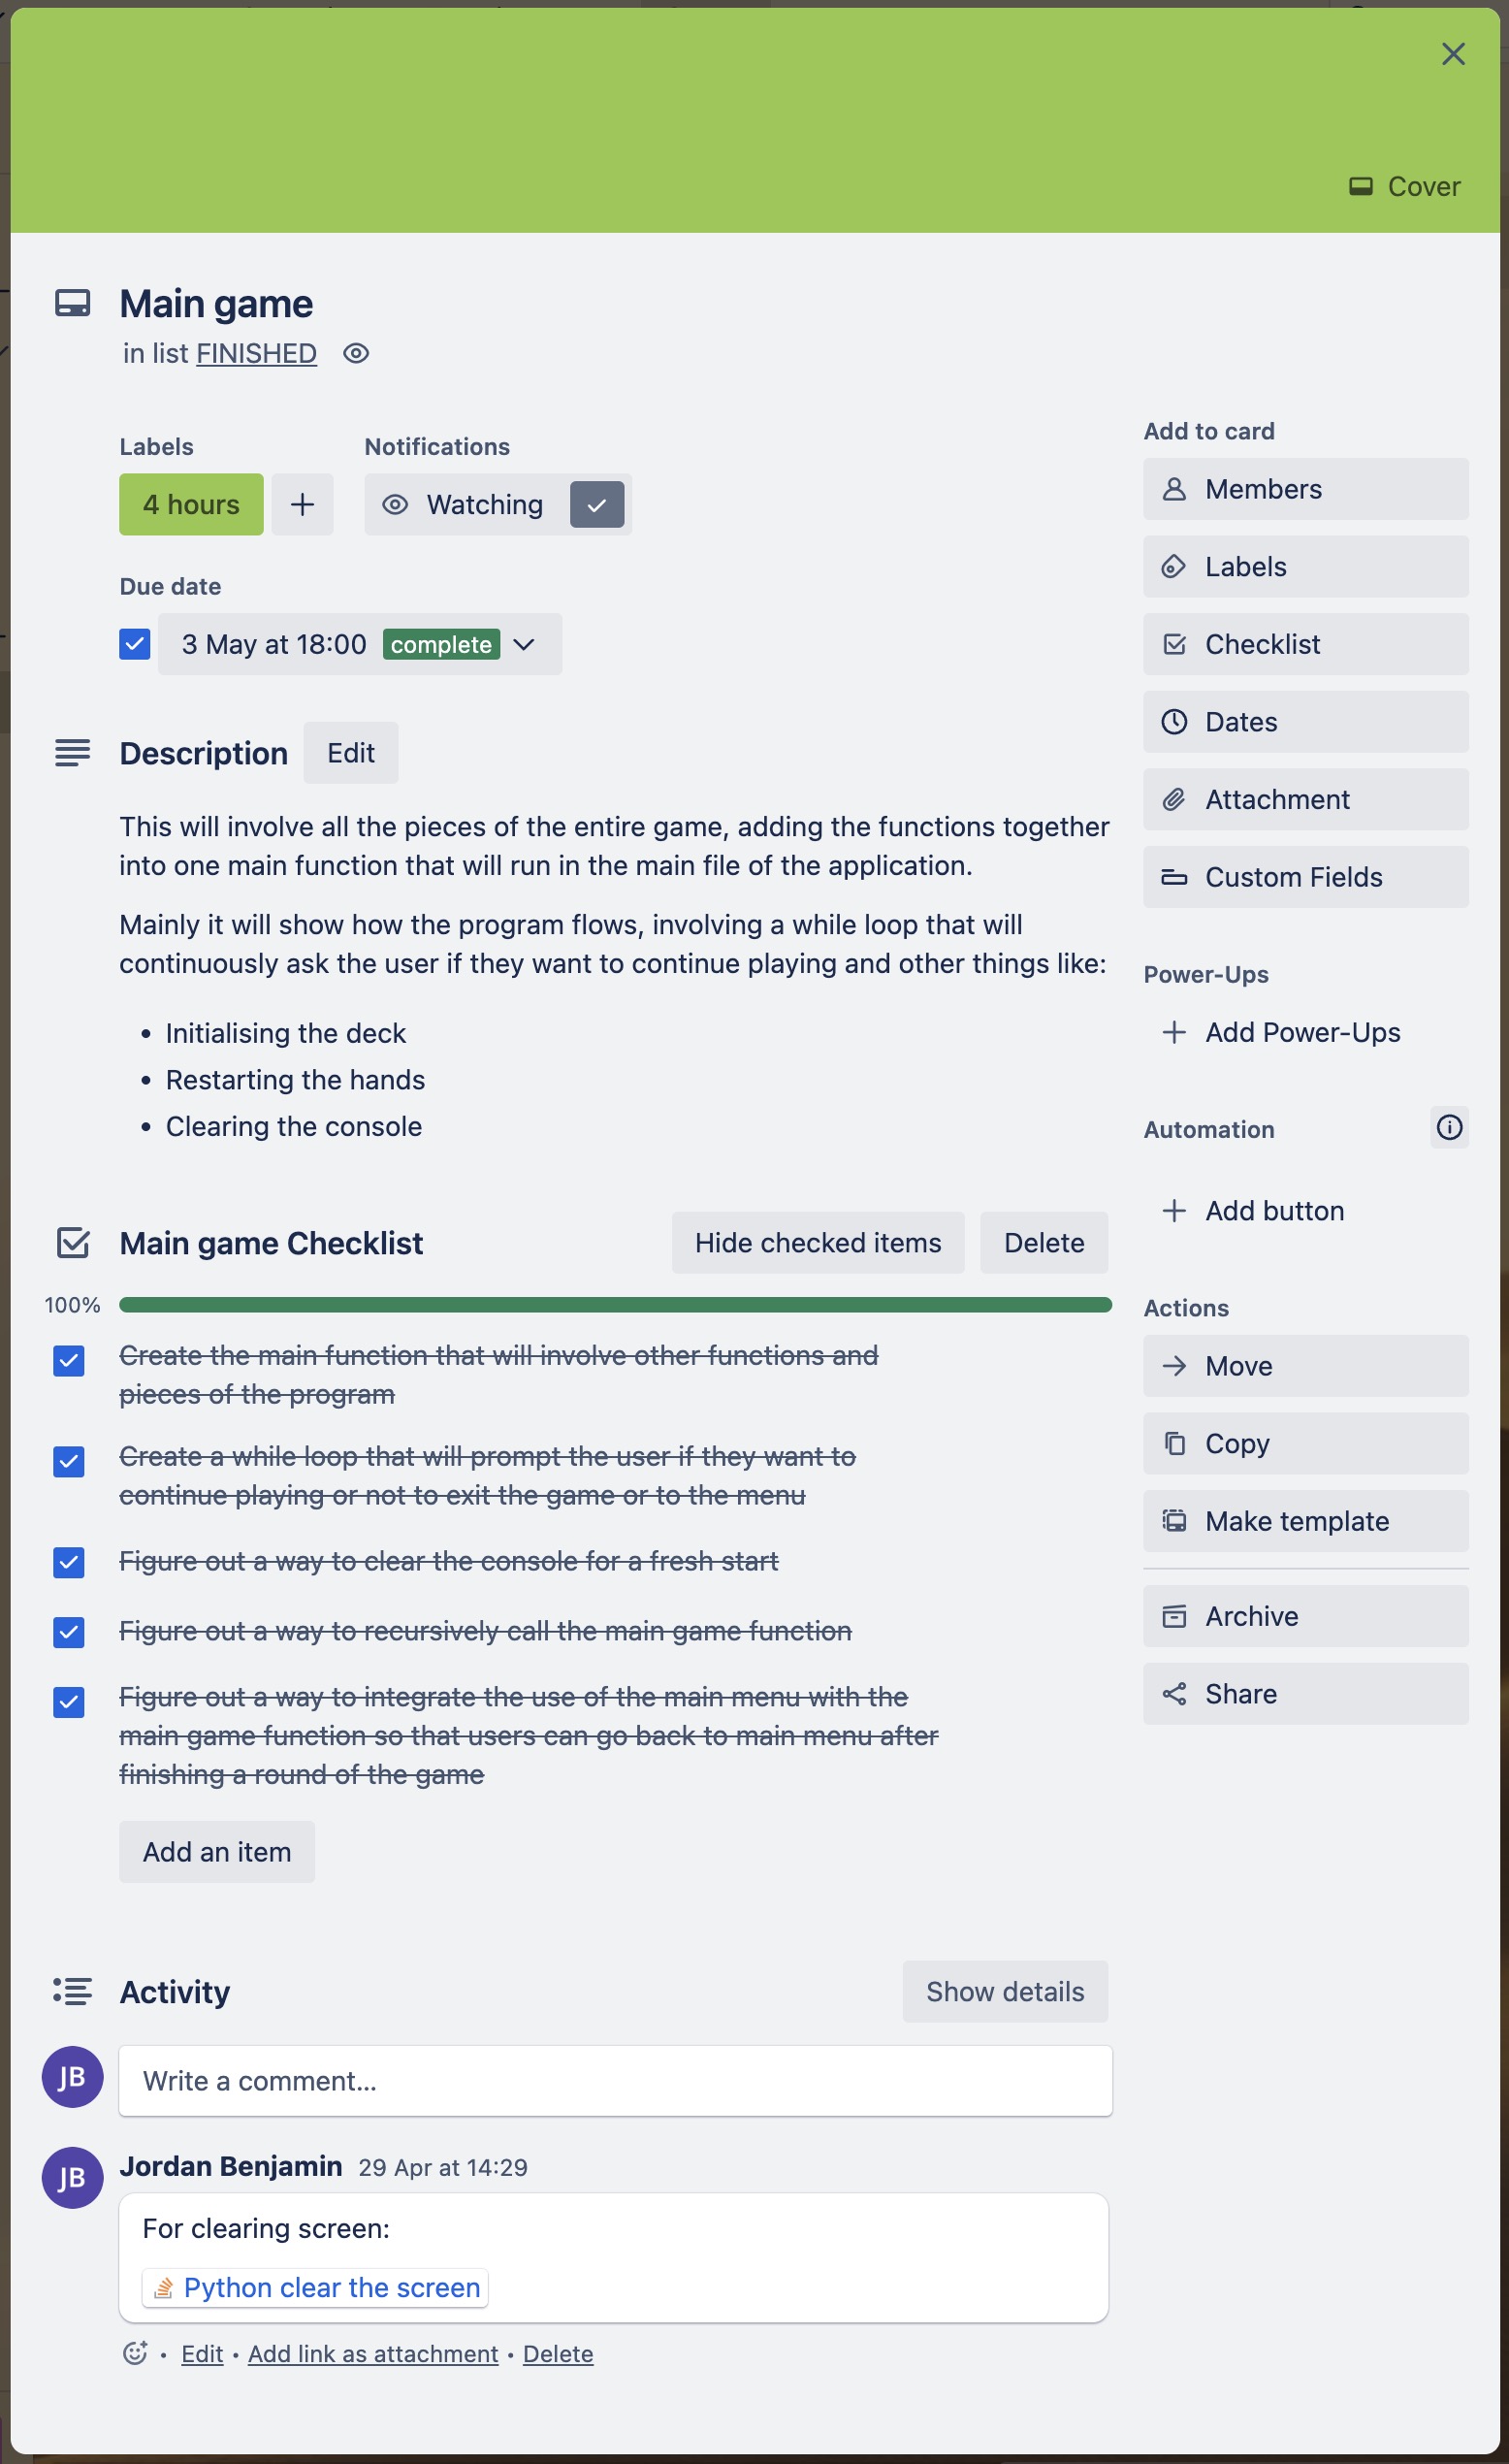 Cover
Main game
in list FINISHED
Labels
Notifications
4 hours
Watching
Due date
3 May at 18:00 complete
Description
Edit
This will involve all the pieces of the entire game, adding the functions together
into one main function that will run in the main file of the application.
Mainly it will show how the program flows, involving a while loop that will
continuously ask the user if they want to continue playing and other things like:
• Initialising the deck
• Restarting the hands
• Clearing the console
Main game Checklist
Hide checked items
Delete
100%
Create the main function that will involve other functions and
pieces of the program
Create a while loop that will prompt the user if they want to
continue playing or not to exit the game or to the menu
Figure out a way to clear the console for a fresh start
Figure out a way to recursively call the main game function
Figure out a way to integrate the use of the main menu with the
main game function so that users can go back to main menu after
finishing a round of the game
Add an item
Activity
Show details
JB
Write a comment...
JB
Jordan Benjamin 29 Apr at 14:29
For clearing screen:
Python clear the screen
• Edit • Add link as attachment • Delete
Add to card
Members
Labels
Checklist
Dates
Attachment
Custom Fields
Power-Ups
Add Power-Ups
Automation
Add button
Actions
Move
Copy
Make template
Archive
Share